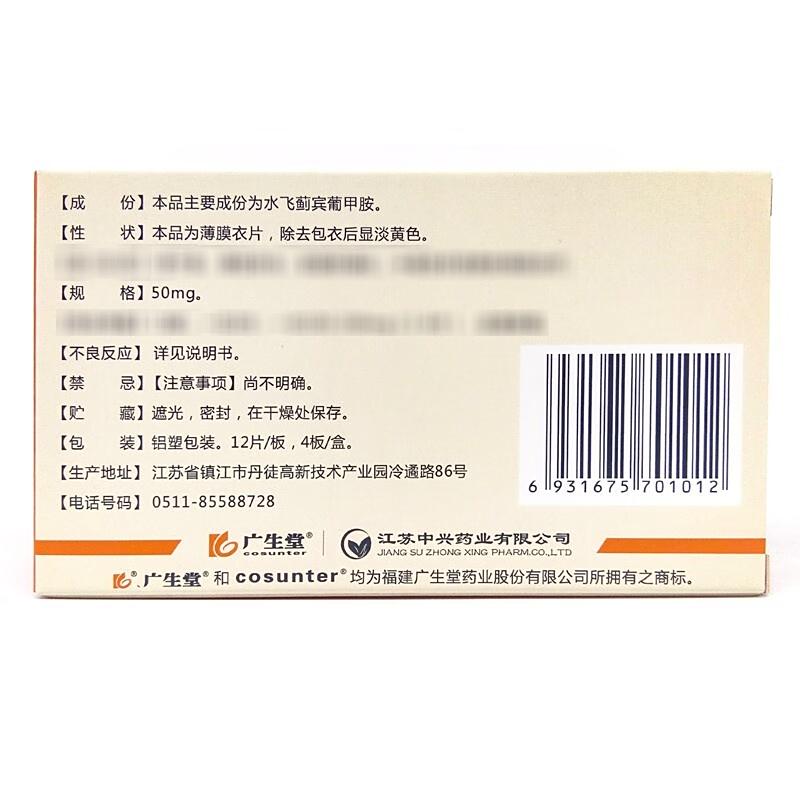 【成 份】本品主要成份为水飞蓟宾葡甲胺。
【性 状】本品为薄膜衣片，除去包衣后显淡黄色。
【规 格】50mg。
【不良反应】详见说明书。
【禁 忌】【注意事项】尚不明确。
【贮 藏】遮光，密封，在干燥处保存。
【包 装】铝塑包装。12片/板，4板/盒。
【生产地址】江苏省镇江市丹徒高新技术产业园冷遹路86号
【电话号码】0511-85588728
6 931675 701012
广生堂® 江苏中兴药业有限公司
cosunter JIANG SU ZHONG XING PHARM.CO.,LTD
®、广生堂®和cosunter®均为福建广生堂药业股份有限公司所拥有之商标。